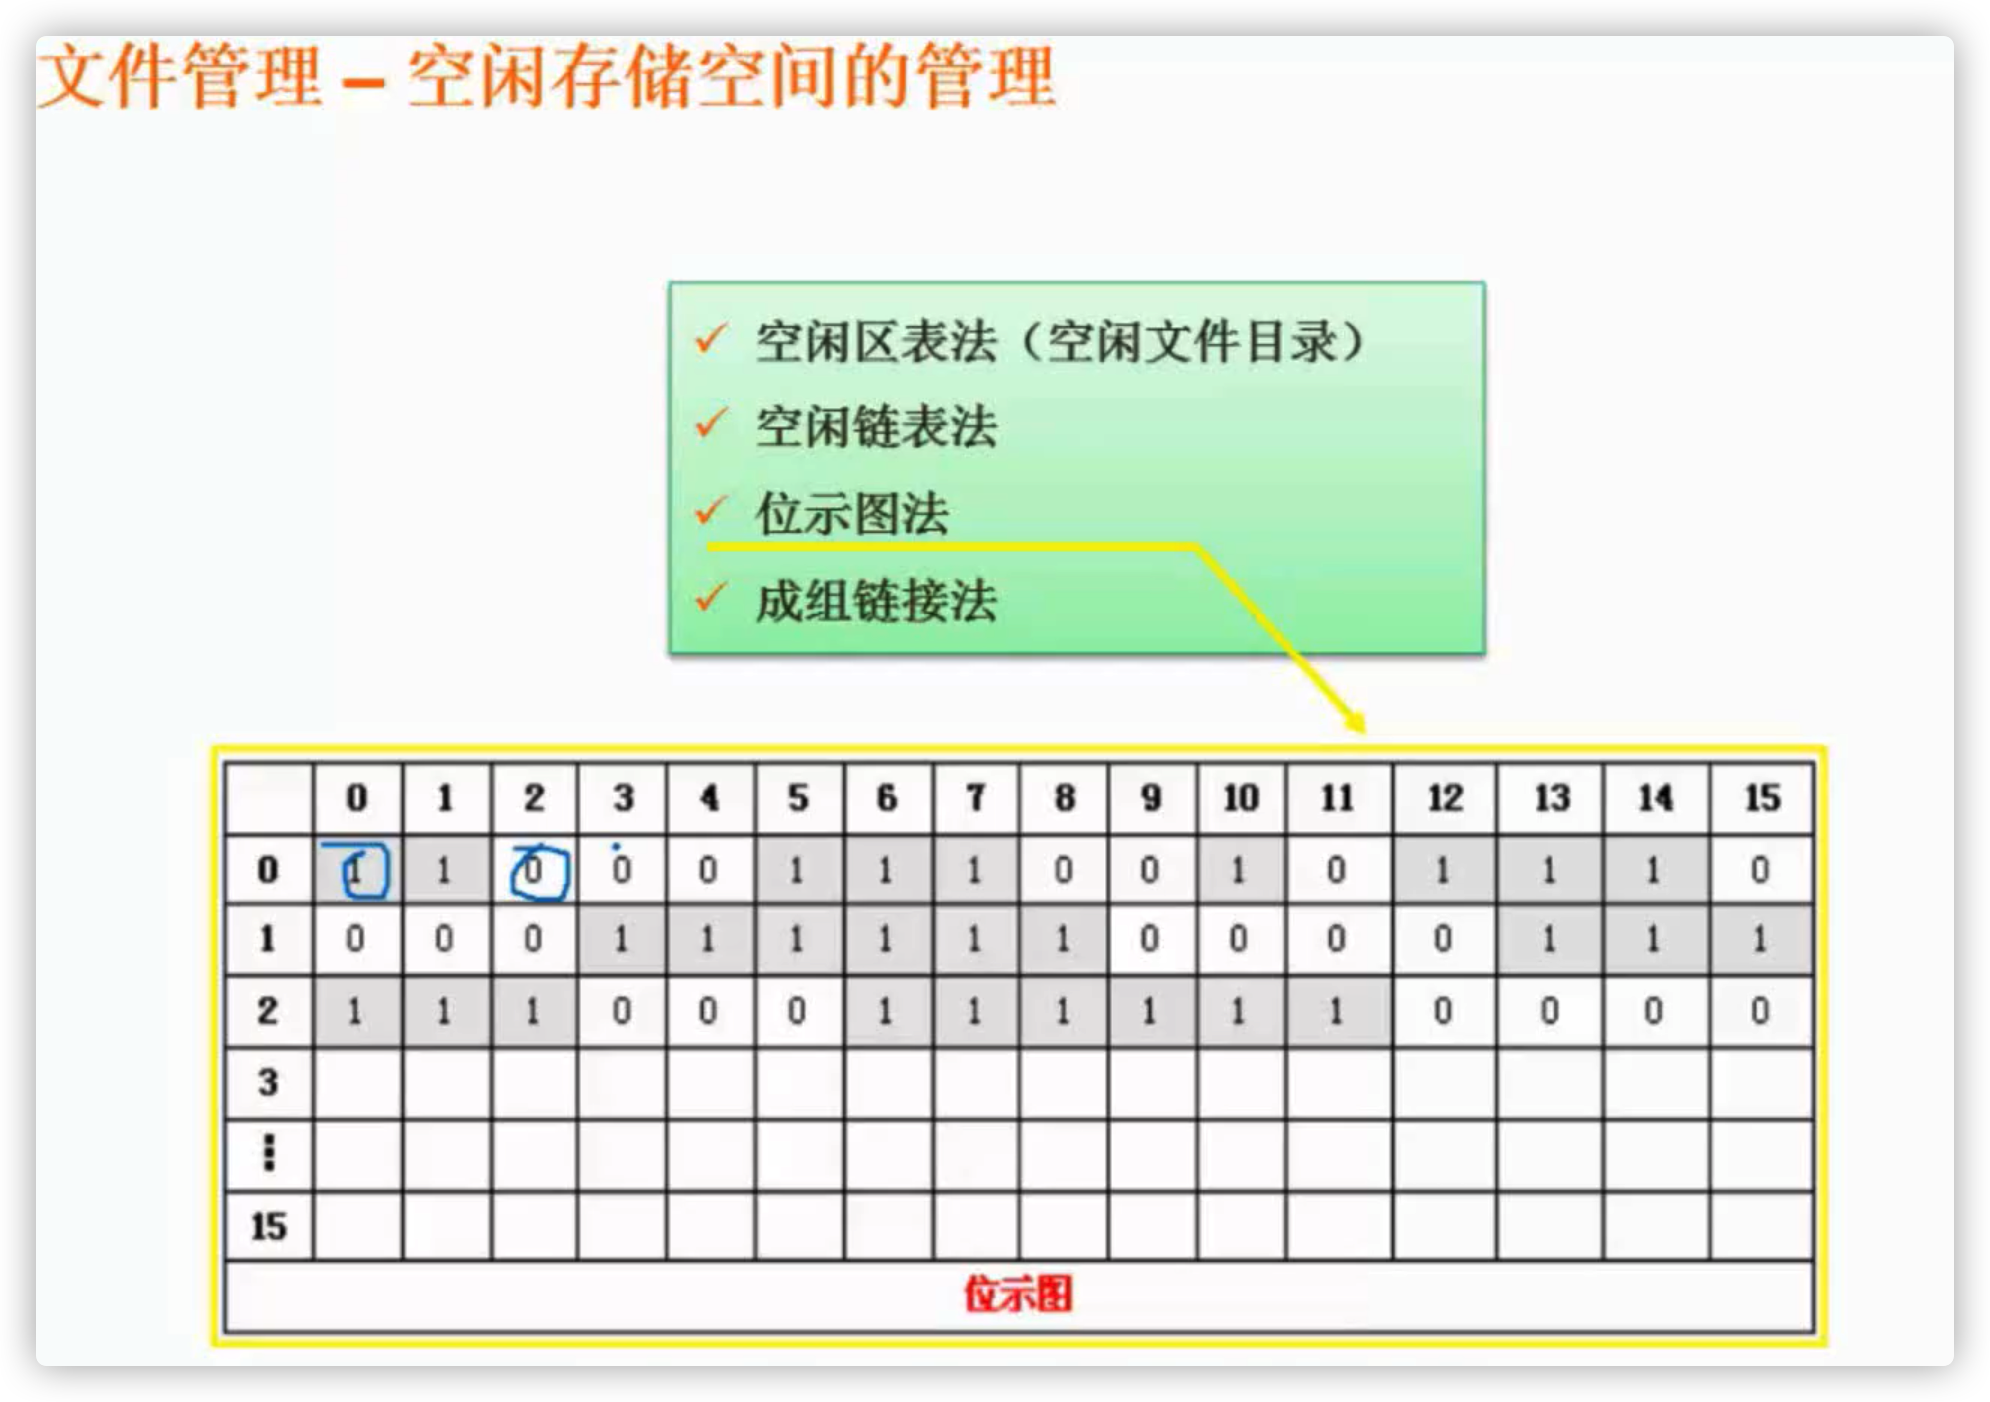 文件管理 – 空闲存储空间的管理
✓ 空闲区表法（空闲文件目录）
✓ 空闲链表法
✓ 位示图法
✓ 成组链接法
0 1 2 3 4 5 6 7 8 9 10 11 12 13 14 15
0 1 1 0 0 0 1 1 1 0 0 1 0 1 1 1 0
1 0 0 0 1 1 1 1 1 1 0 0 0 0 1 1 1
2 1 1 1 0 0 0 1 1 1 1 1 1 0 0 0 0
3
⋮
15
位示图